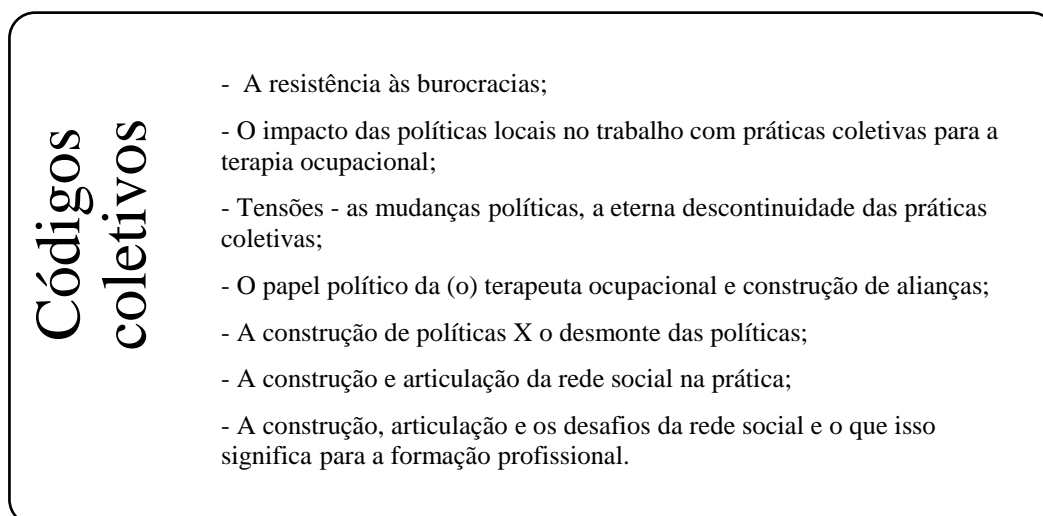 Códigos
coletivos
- A resistência às burocracias;
- O impacto das políticas locais no trabalho com práticas coletivas para a
terapia ocupacional;
- Tensões - as mudanças políticas, a eterna descontinuidade das práticas
coletivas;
- O papel político da (o) terapeuta ocupacional e construção de alianças;
- A construção de políticas X o desmonte das políticas;
- A construção e articulação da rede social na prática;
- A construção, articulação e os desafios da rede social e o que isso
significa para a formação profissional.